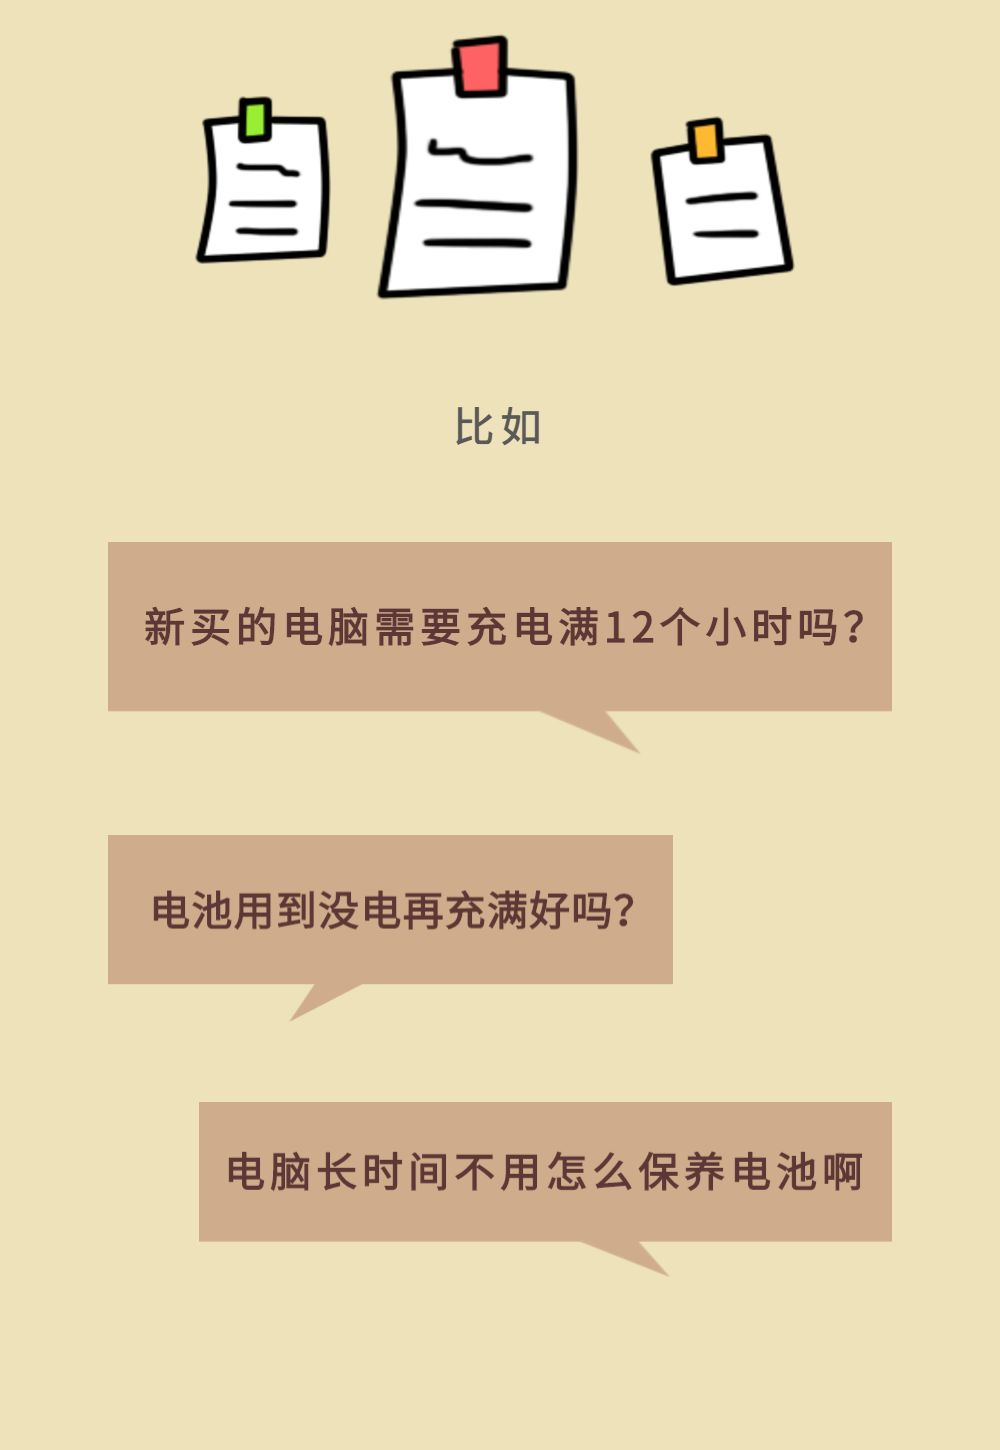 比如
新买的电脑需要充电满12个小时吗？
电池用到没电再充满好吗？
电脑长时间不用怎么保养电池啊